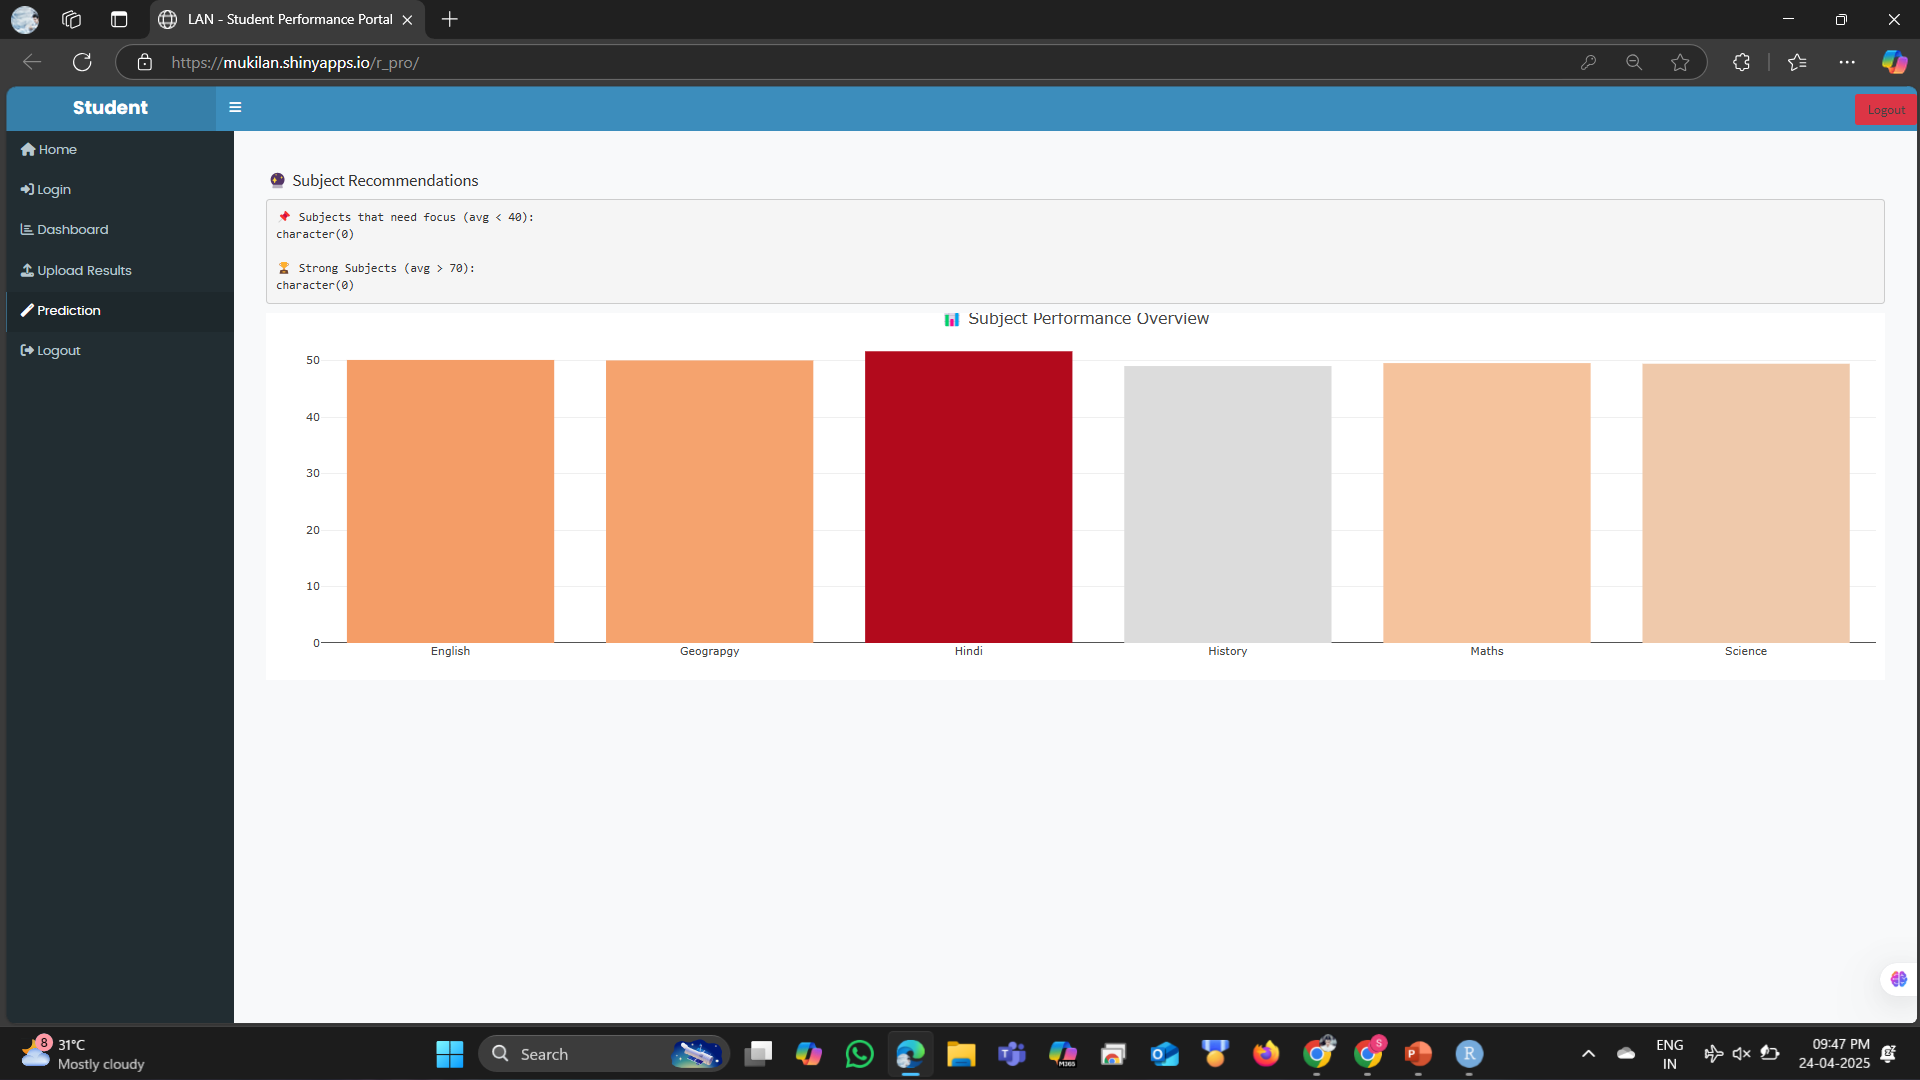 LAN - Student Performance Portal
https://mukilan.shinyapps.io/r_pro/
Student
Logout
Home
Login
Dashboard
Upload Results
Prediction
Logout
Subject Recommendations
Subjects that need focus (avg < 40):
character(0)
Strong Subjects (avg > 70):
character(0)
Subject Performance Overview
50
40
30
20
10
0
English
Geograpgy
Hindi
History
Maths
Science
8
31°C
Mostly cloudy
Search
M365
S
P
R
ENG
IN
09:47 PM
24-04-2025